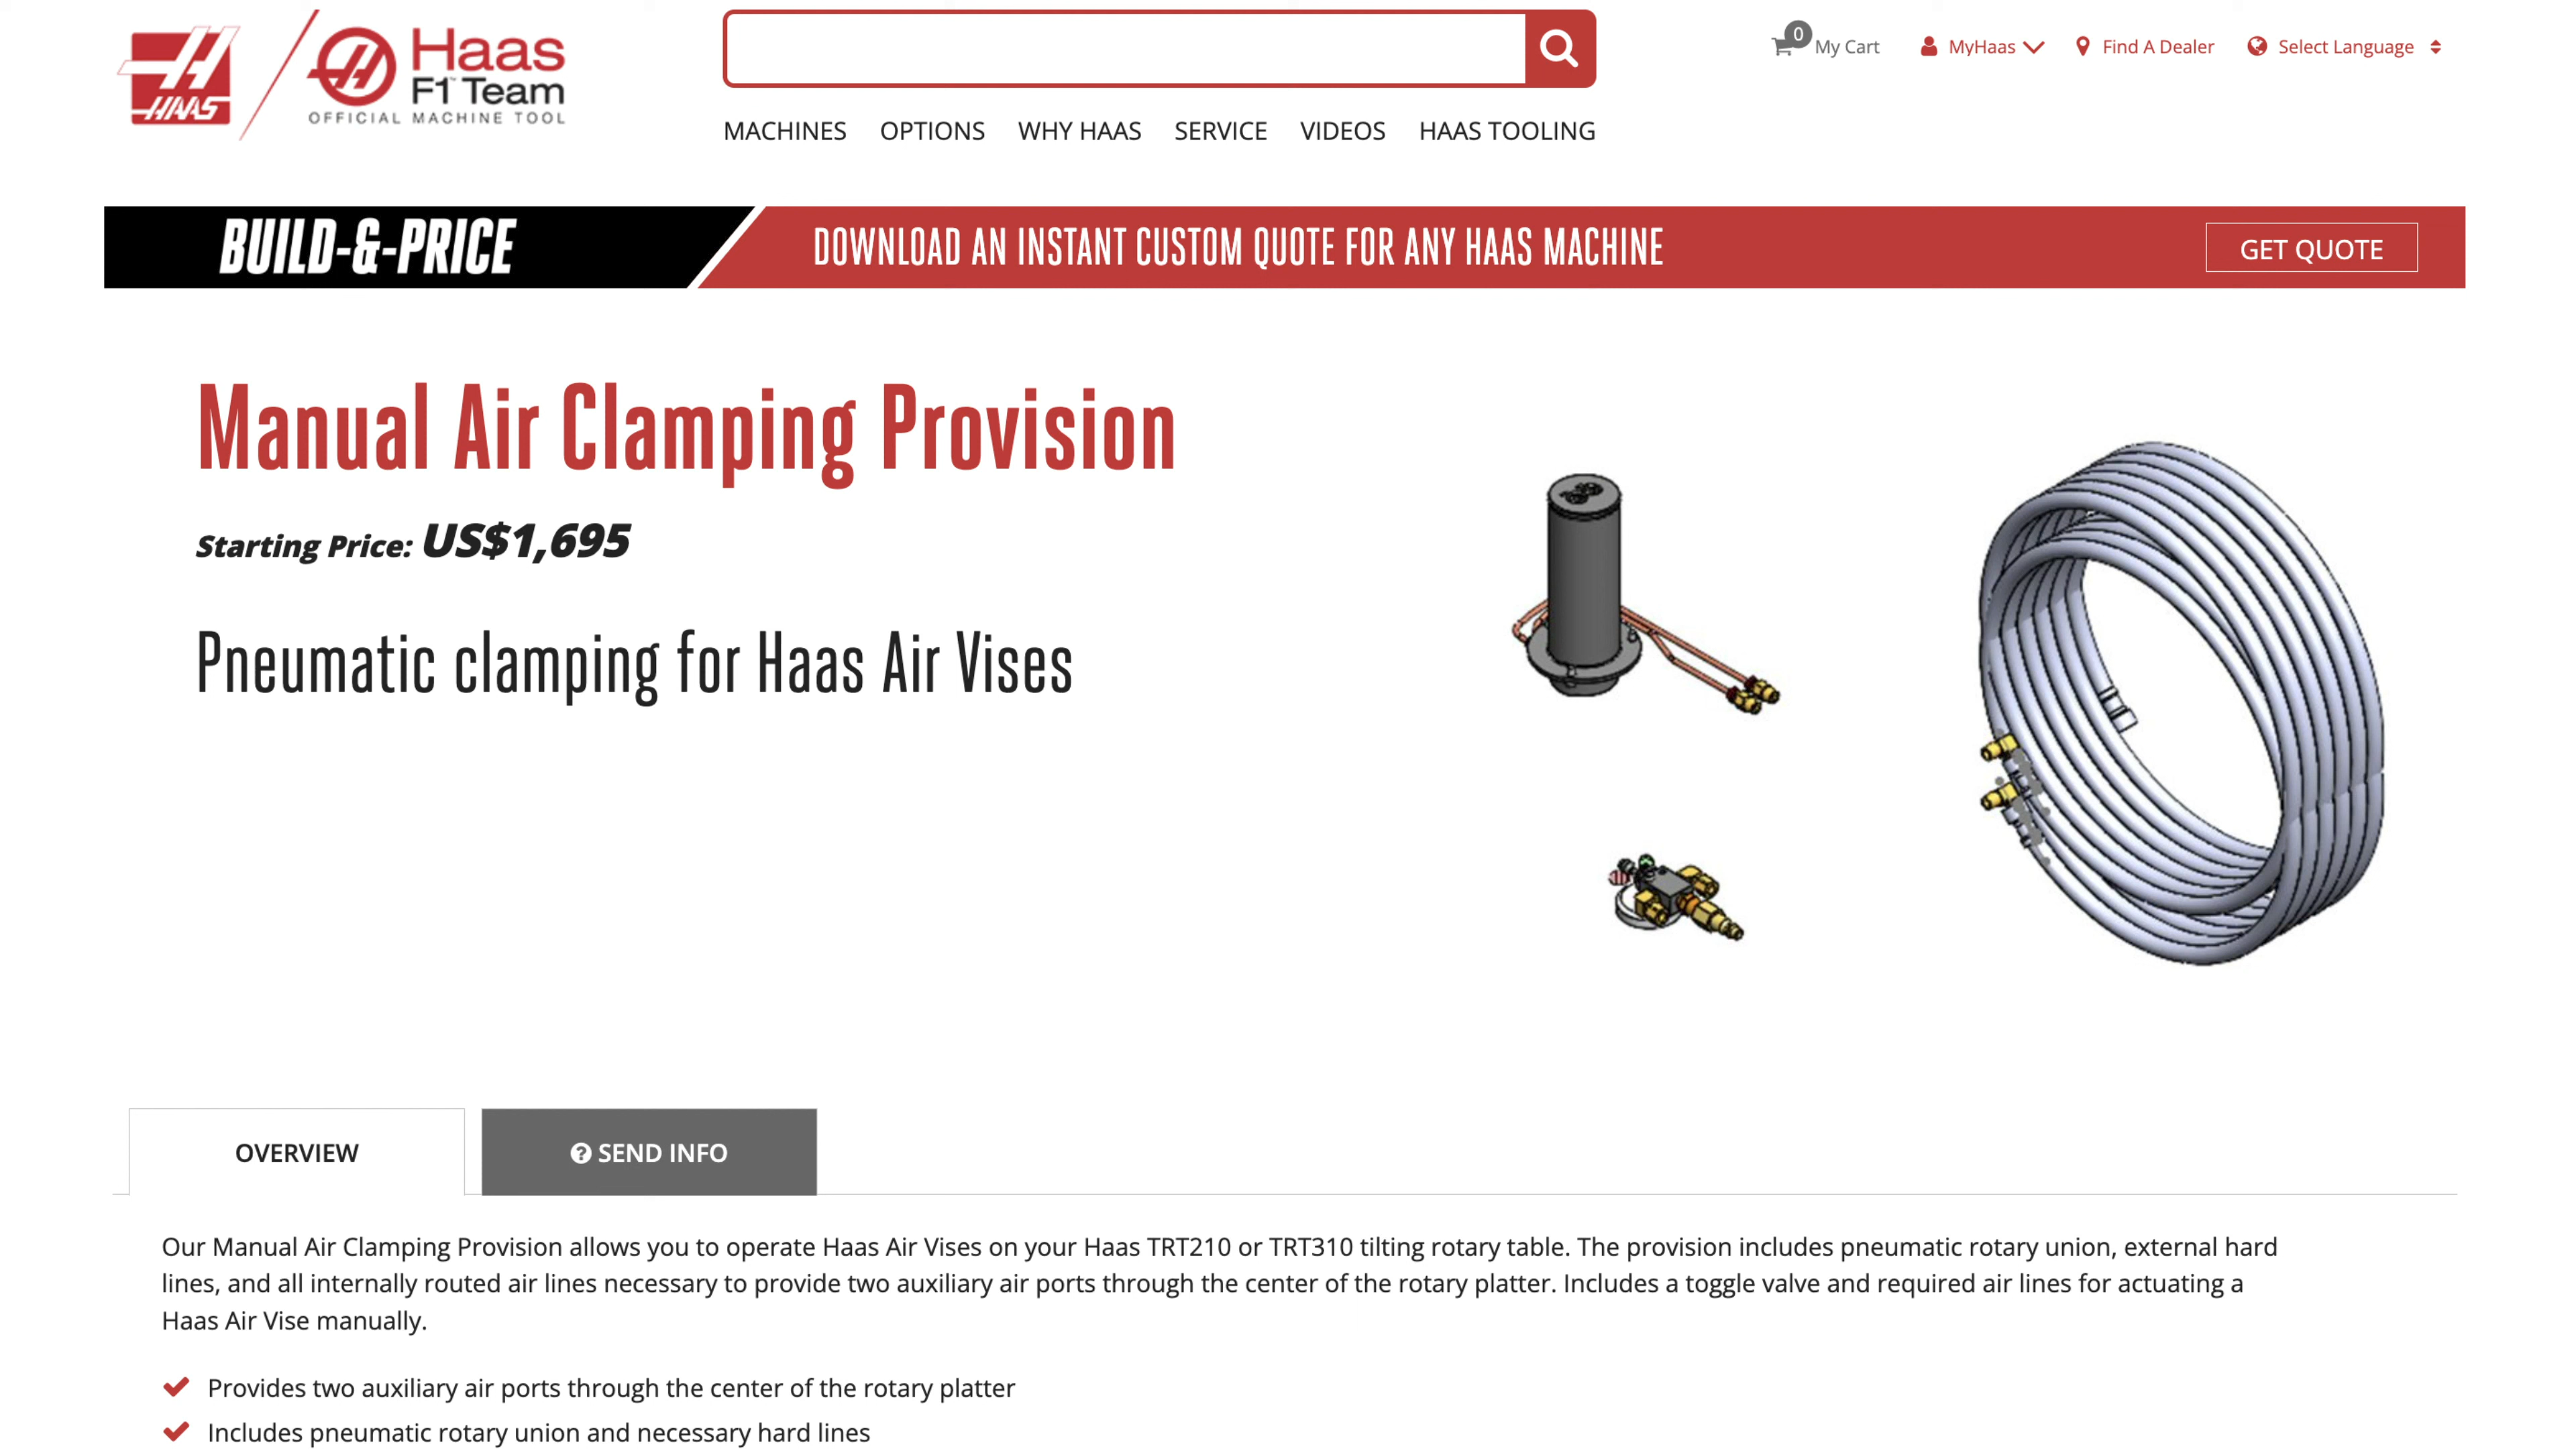 HAAS
Haas
F1 Team
OFFICIAL MACHINE TOOL
0
My Cart
MyHaas
Find A Dealer
Select Language
MACHINES OPTIONS WHY HAAS SERVICE VIDEOS HAAS TOOLING
BUILD-&-PRICE
DOWNLOAD AN INSTANT CUSTOM QUOTE FOR ANY HAAS MACHINE
GET QUOTE
Manual Air Clamping Provision
Starting Price: US$1,695
Pneumatic clamping for Haas Air Vises
OVERVIEW
SEND INFO
Our Manual Air Clamping Provision allows you to operate Haas Air Vises on your Haas TRT210 or TRT310 tilting rotary table. The provision includes pneumatic rotary union, external hard
lines, and all internally routed air lines necessary to provide two auxiliary air ports through the center of the rotary platter. Includes a toggle valve and required air lines for actuating a
Haas Air Vise manually.
Provides two auxiliary air ports through the center of the rotary platter
Includes pneumatic rotary union and necessary hard lines